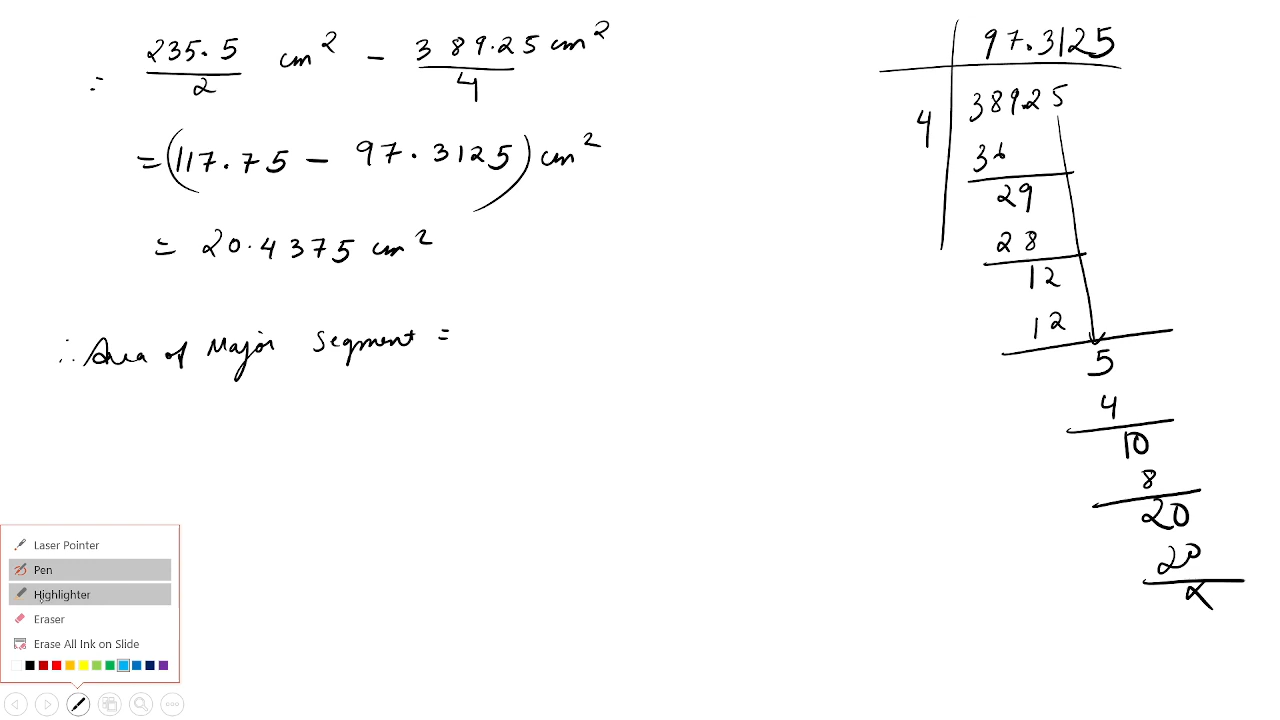 = 235.5/2 cm² - 389.25 cm²/4
= (117.75 - 97.3125) cm²
= 20.4375 cm²
∴ Area of Major Segment =
97.3125
4 | 389.25
36
29
28
12
12
5
4
10
8
20
20
×
Laser Pointer
Pen
Highlighter
Eraser
Erase All Ink on Slide